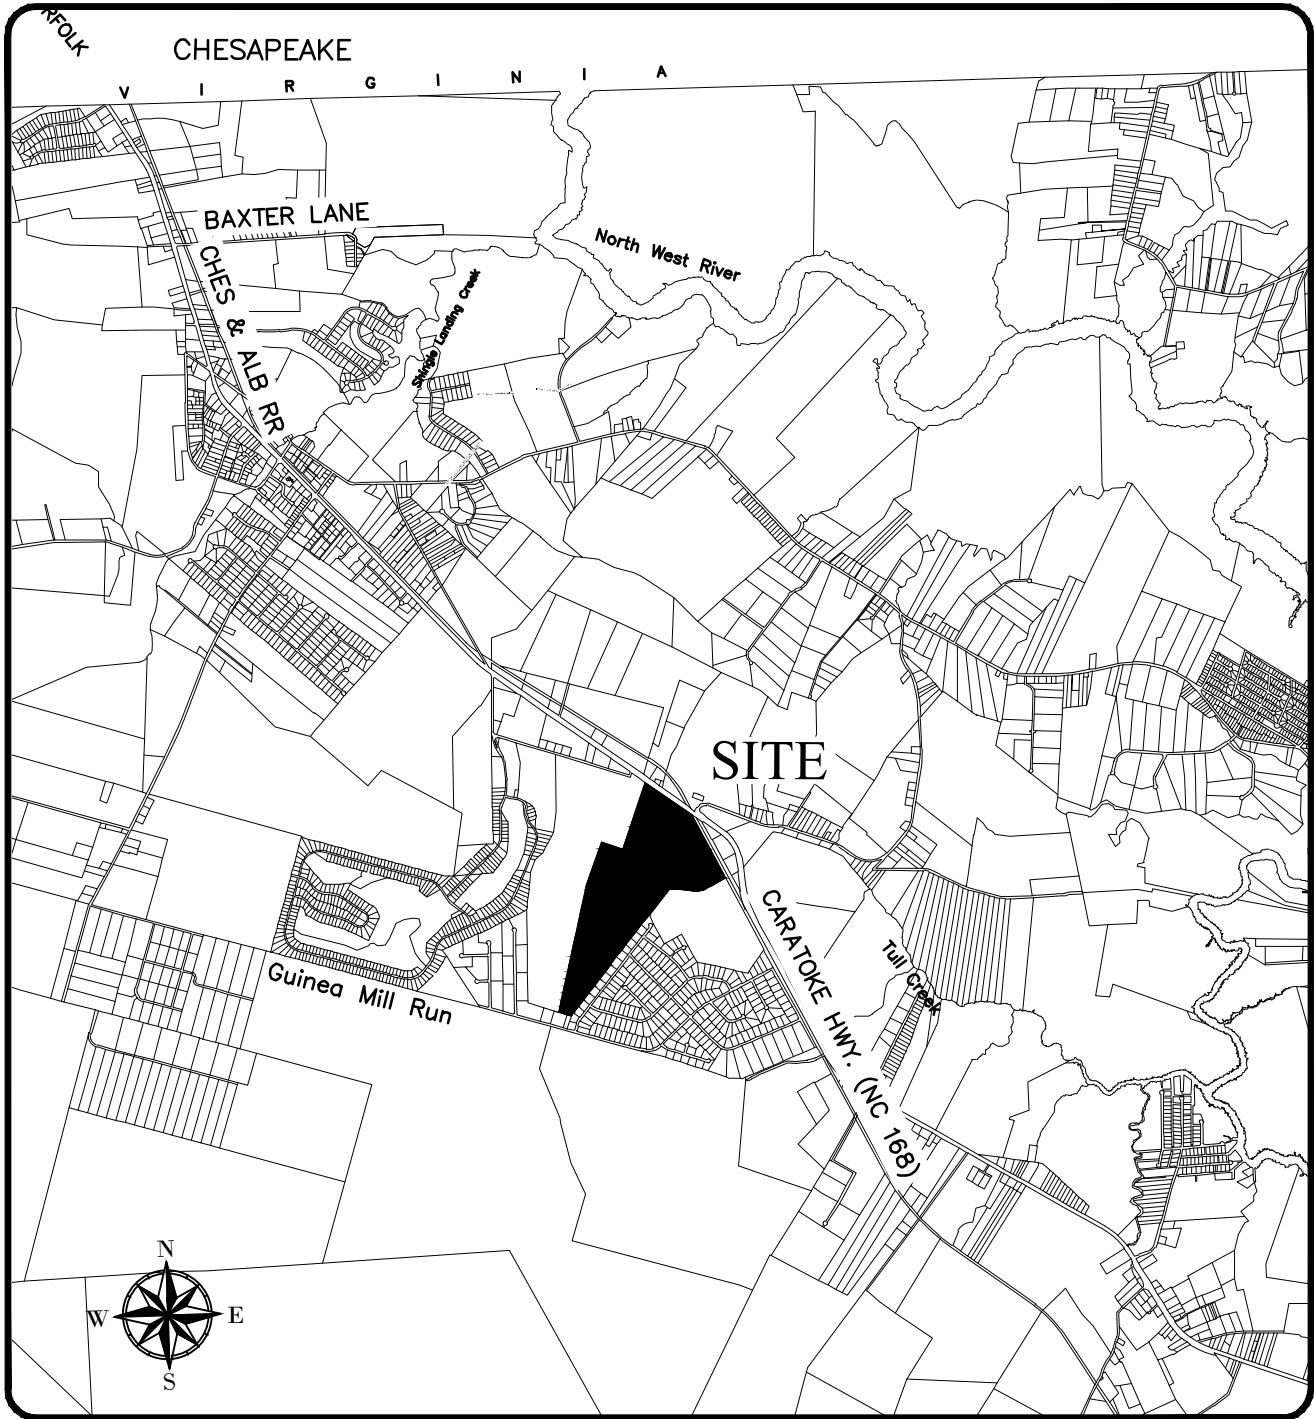 RFOLK
CHESAPEAKE
V I R G I N I A
BAXTER LANE
North West River
CHES & ALB RR
Shingle Landing Creek
SITE
CARATOKE HWY. (NC 168)
Tull Creek
Guinea Mill Run
N
W E
S